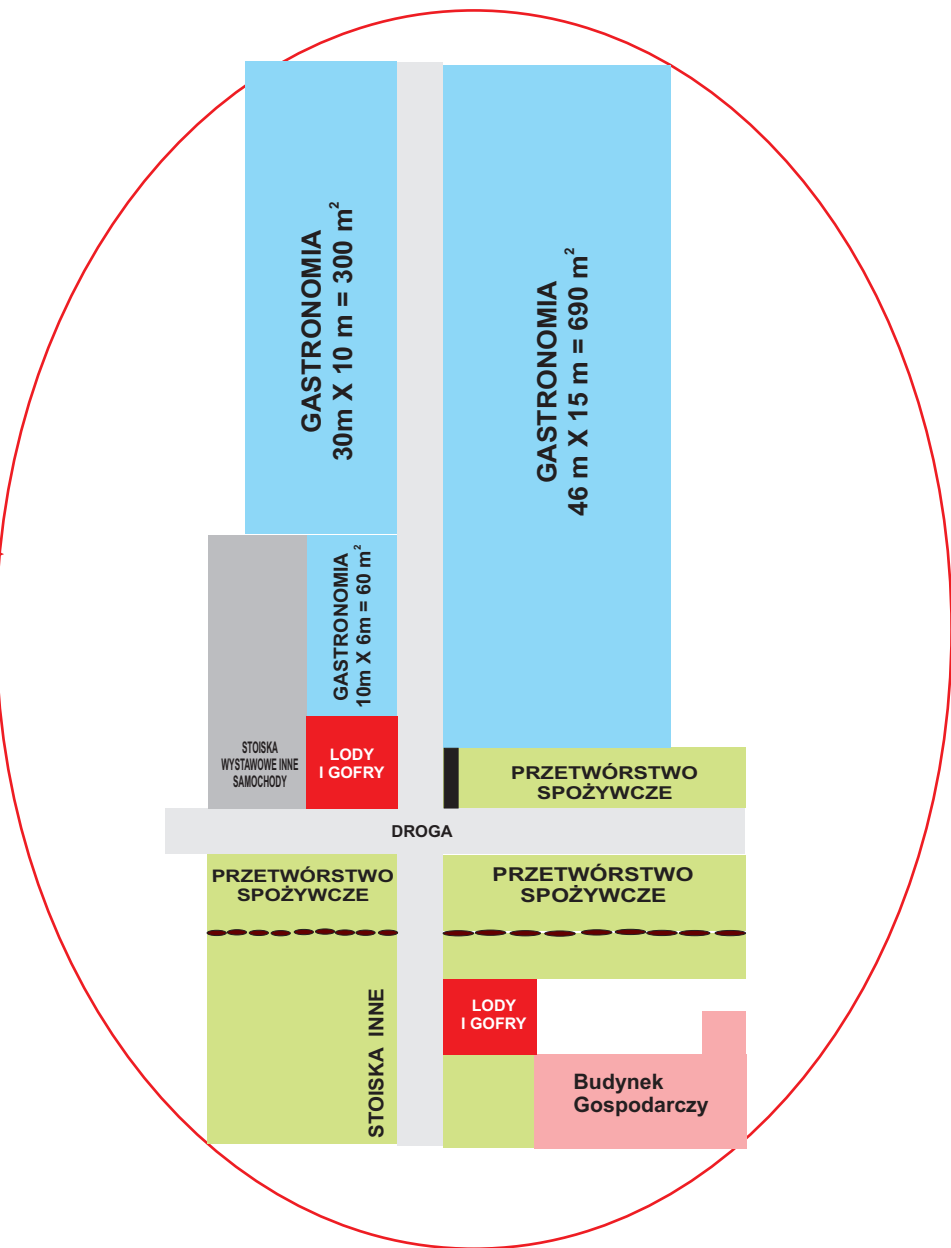 GASTRONOMIA
30m X 10 m = 300 m²
GASTRONOMIA
46 m X 15 m = 690 m²
GASTRONOMIA
10m X 6m = 60 m²
STOISKA
WYSTAWOWE INNE
SAMOCHODY
LODY
I GOFRY
PRZETWÓRSTWO
SPOŻYWCZE
DROGA
PRZETWÓRSTWO
SPOŻYWCZE
PRZETWÓRSTWO
SPOŻYWCZE
STOISKA INNE
LODY
I GOFRY
Budynek
Gospodarczy